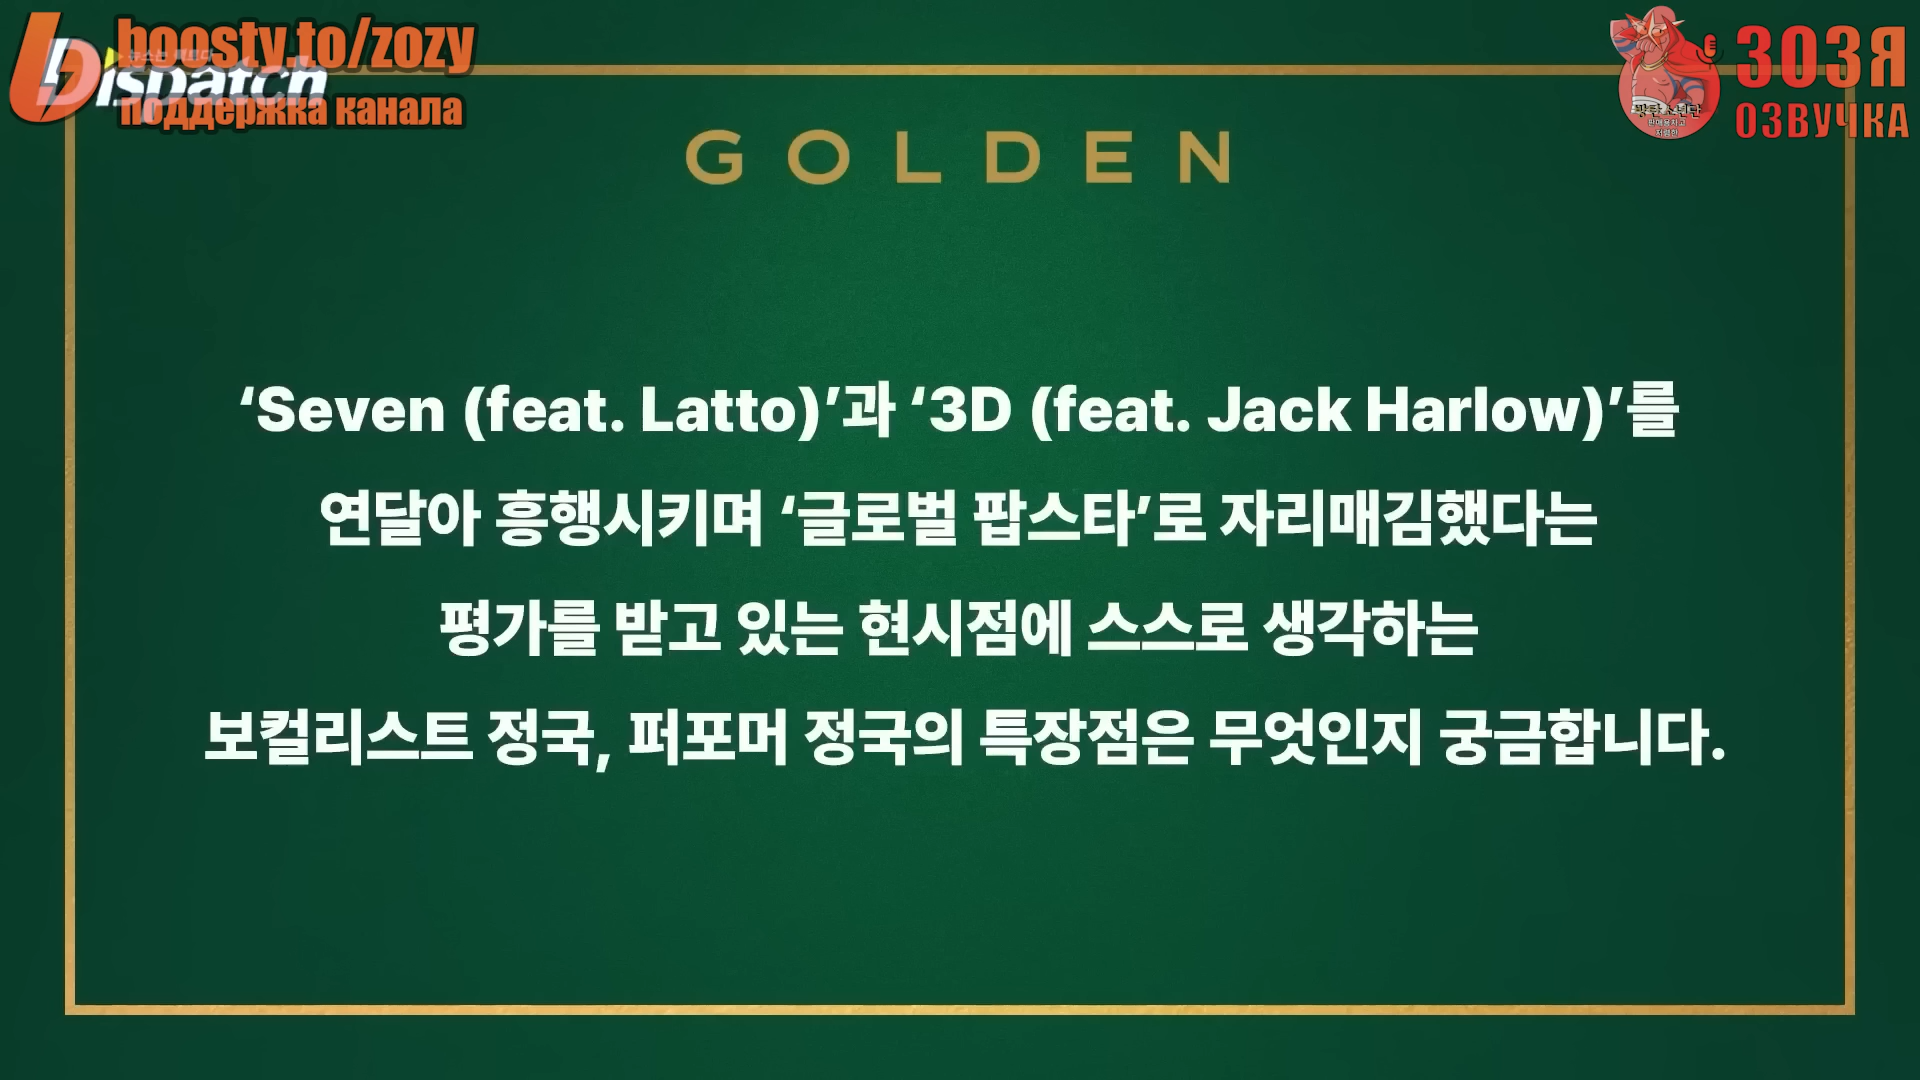 boosty.to/zozy
Dispatch
поддержка канала
ЗОЗЯ
ОЗВУЧКА
GOLDEN
‘Seven (feat. Latto)’과 ‘3D (feat. Jack Harlow)’를
연달아 흥행시키며 ‘글로벌 팝스타’로 자리매김했다는
평가를 받고 있는 현시점에 스스로 생각하는
보컬리스트 정국, 퍼포머 정국의 특장점은 무엇인지 궁금합니다.